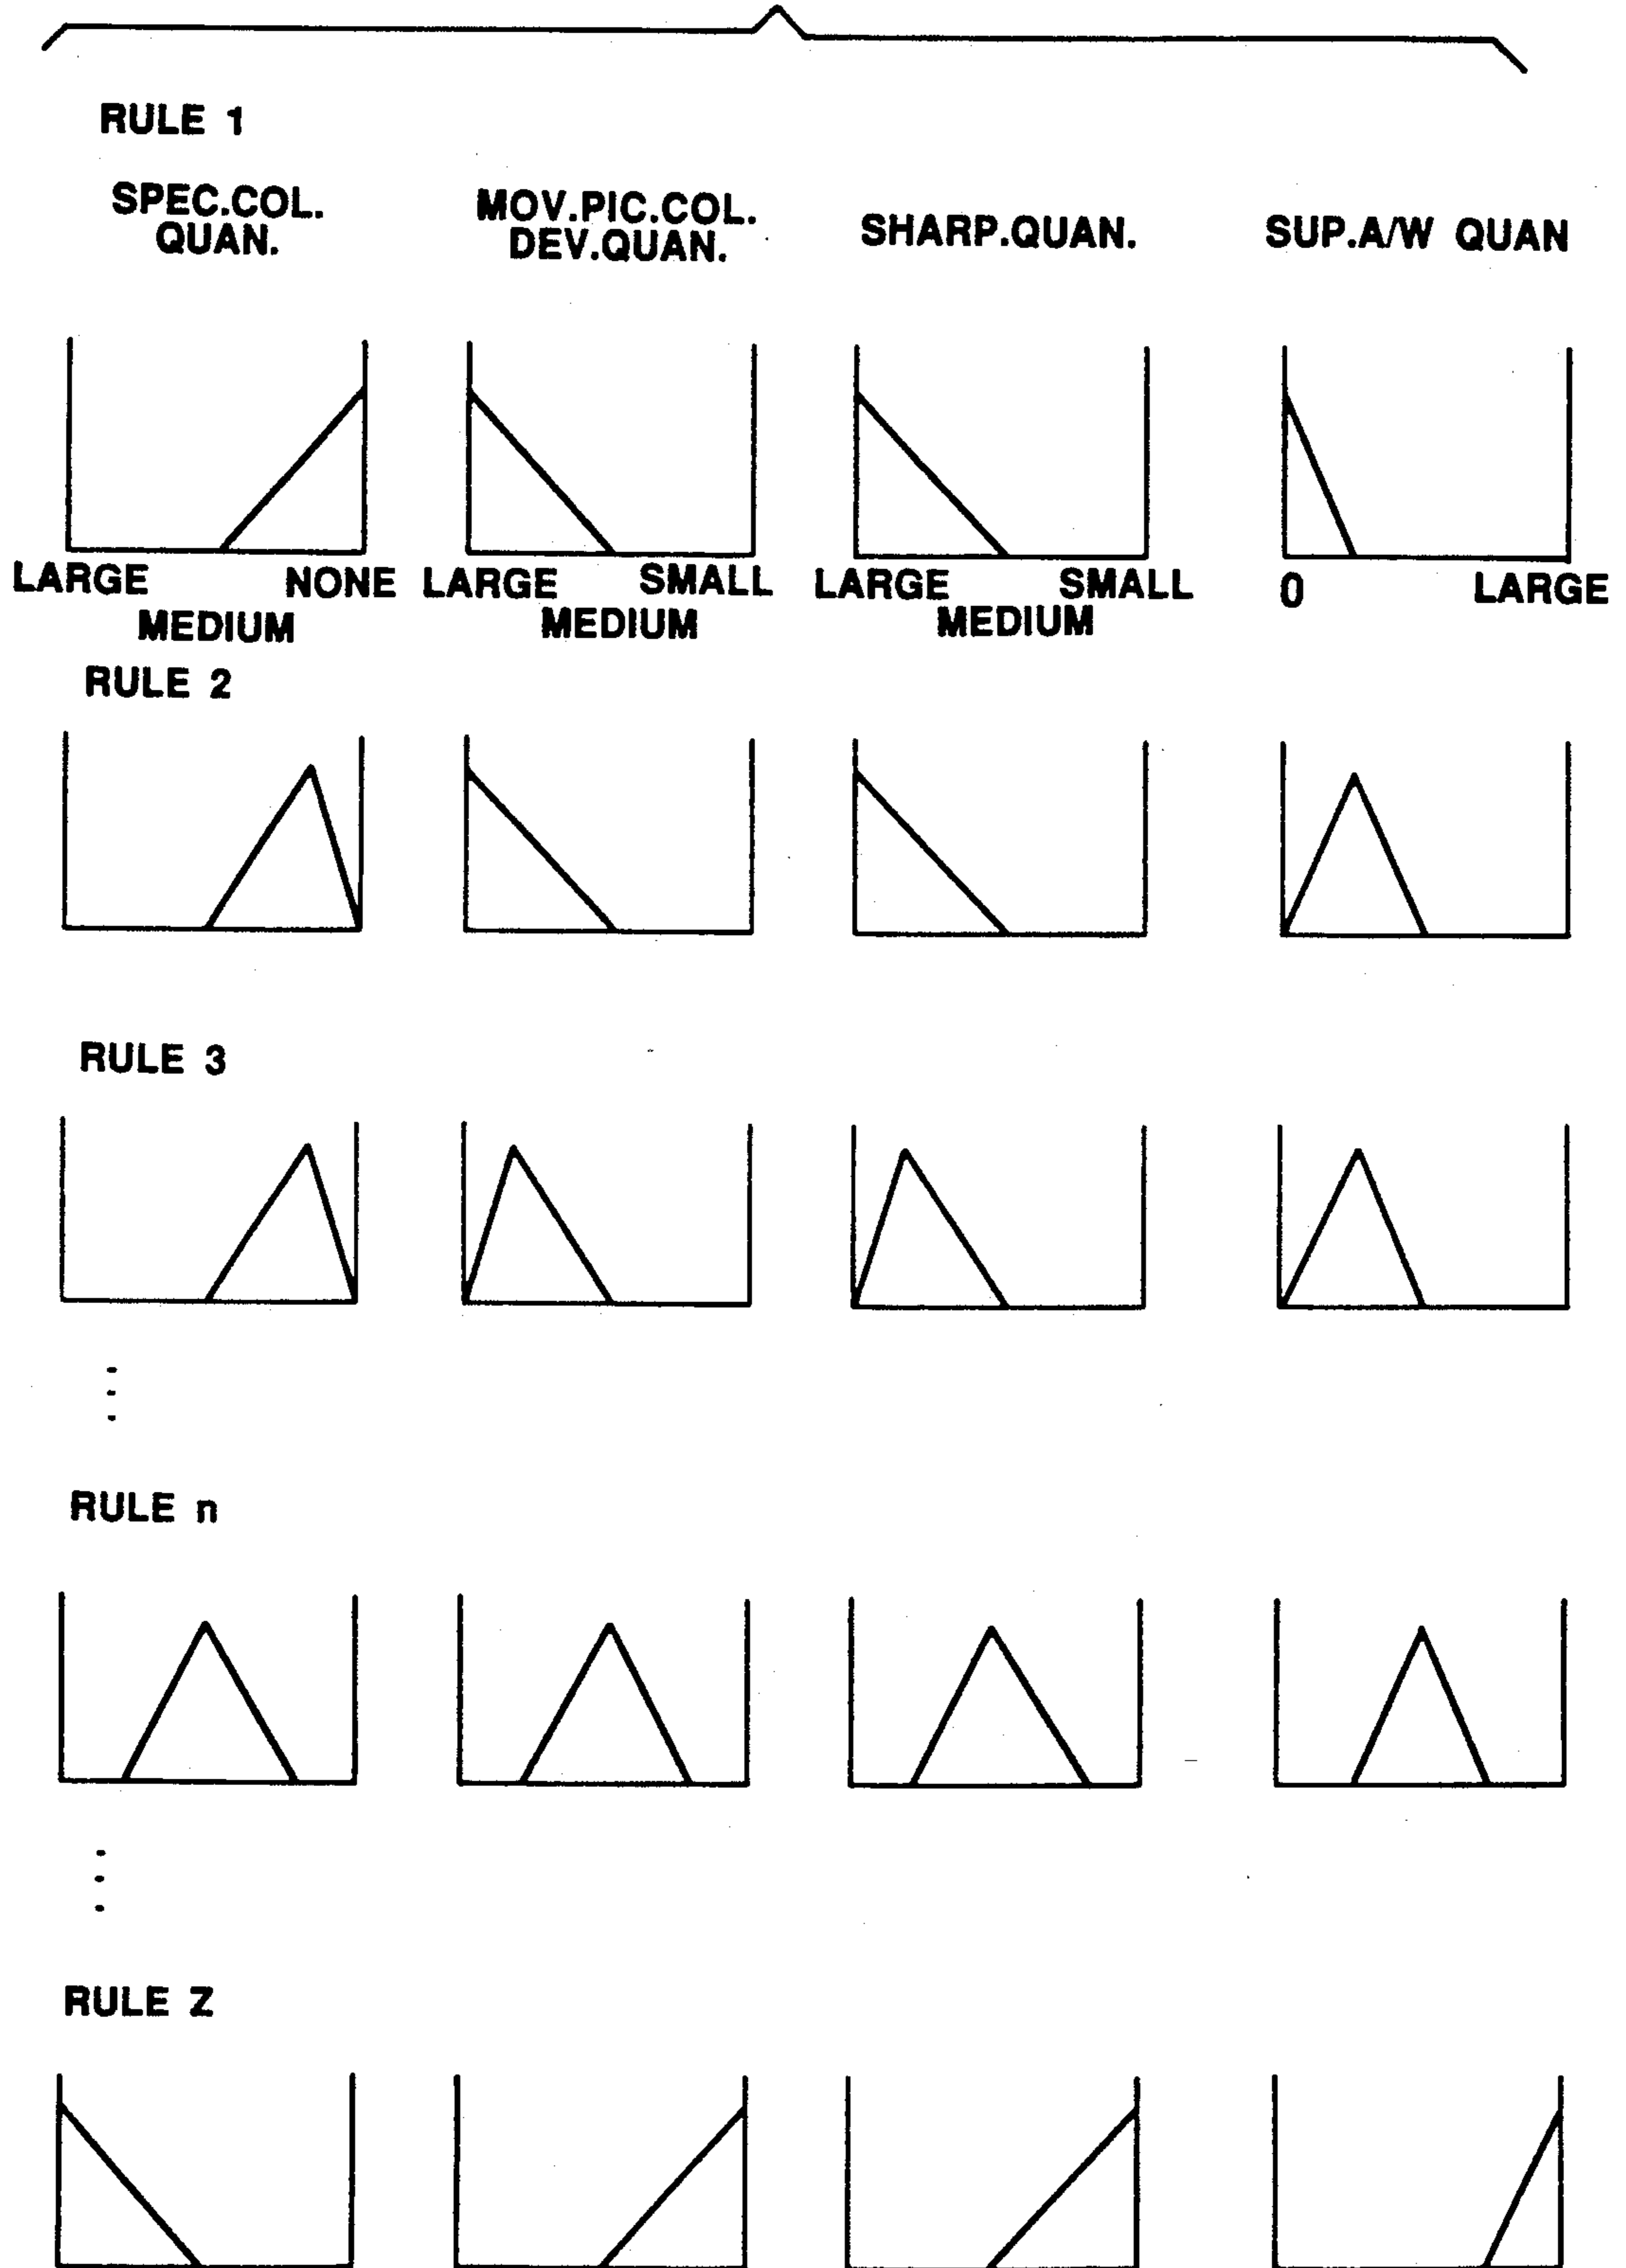 RULE 1
SPEC.COL.
QUAN.
MOV.PIC.COL.
DEV.QUAN.
SHARP.QUAN.
SUP.A/W QUAN
LARGE NONE
MEDIUM
LARGE SMALL
MEDIUM
LARGE SMALL
MEDIUM
0 LARGE
RULE 2
RULE 3
RULE n
RULE Z